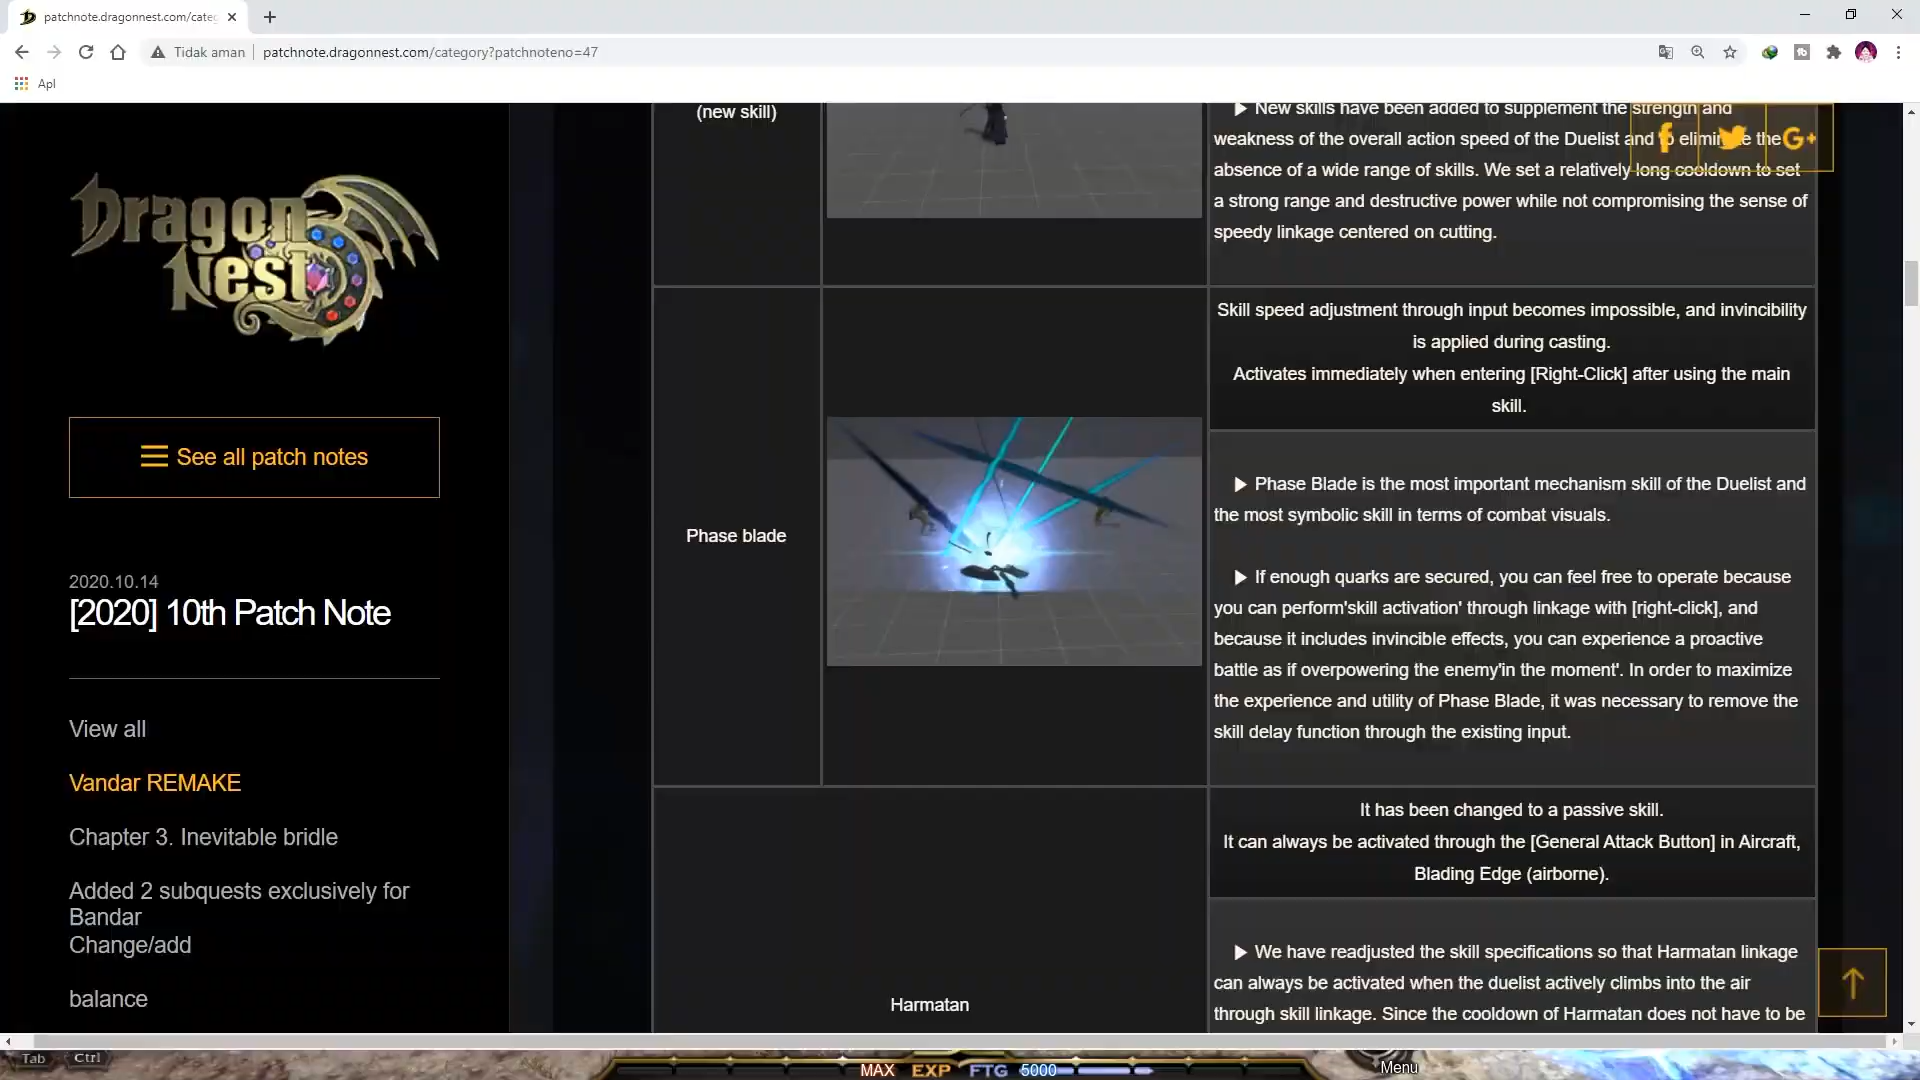 patchnote.dragonnest.com/categ
Tidak aman
patchnote.dragonnest.com/category?patchnoteno=47
Apl
Dragon
Nest
See all patch notes
2020.10.14
[2020] 10th Patch Note
View all
Vandar REMAKE
Chapter 3. Inevitable bridle
Added 2 subquests exclusively for
Bandar
Change/add
balance
(new skill)
▶ New skills have been added to supplement the strength and
weakness of the overall action speed of the Duelist and to eliminate the
absence of a wide range of skills. We set a relatively long cooldown to set
a strong range and destructive power while not compromising the sense of
speedy linkage centered on cutting.
f
G+
Phase blade
Skill speed adjustment through input becomes impossible, and invincibility
is applied during casting.
Activates immediately when entering [Right-Click] after using the main
skill.
▶ Phase Blade is the most important mechanism skill of the Duelist and
the most symbolic skill in terms of combat visuals.
▶ If enough quarks are secured, you can feel free to operate because
you can perform'skill activation' through linkage with [right-click], and
because it includes invincible effects, you can experience a proactive
battle as if overpowering the enemy'in the moment'. In order to maximize
the experience and utility of Phase Blade, it was necessary to remove the
skill delay function through the existing input.
Harmatan
It has been changed to a passive skill.
It can always be activated through the [General Attack Button] in Aircraft,
Blading Edge (airborne).
▶ We have readjusted the skill specifications so that Harmatan linkage
can always be activated when the duelist actively climbs into the air
through skill linkage. Since the cooldown of Harmatan does not have to be
Tab
Ctrl
MAX EXP FTG 5000
Menu